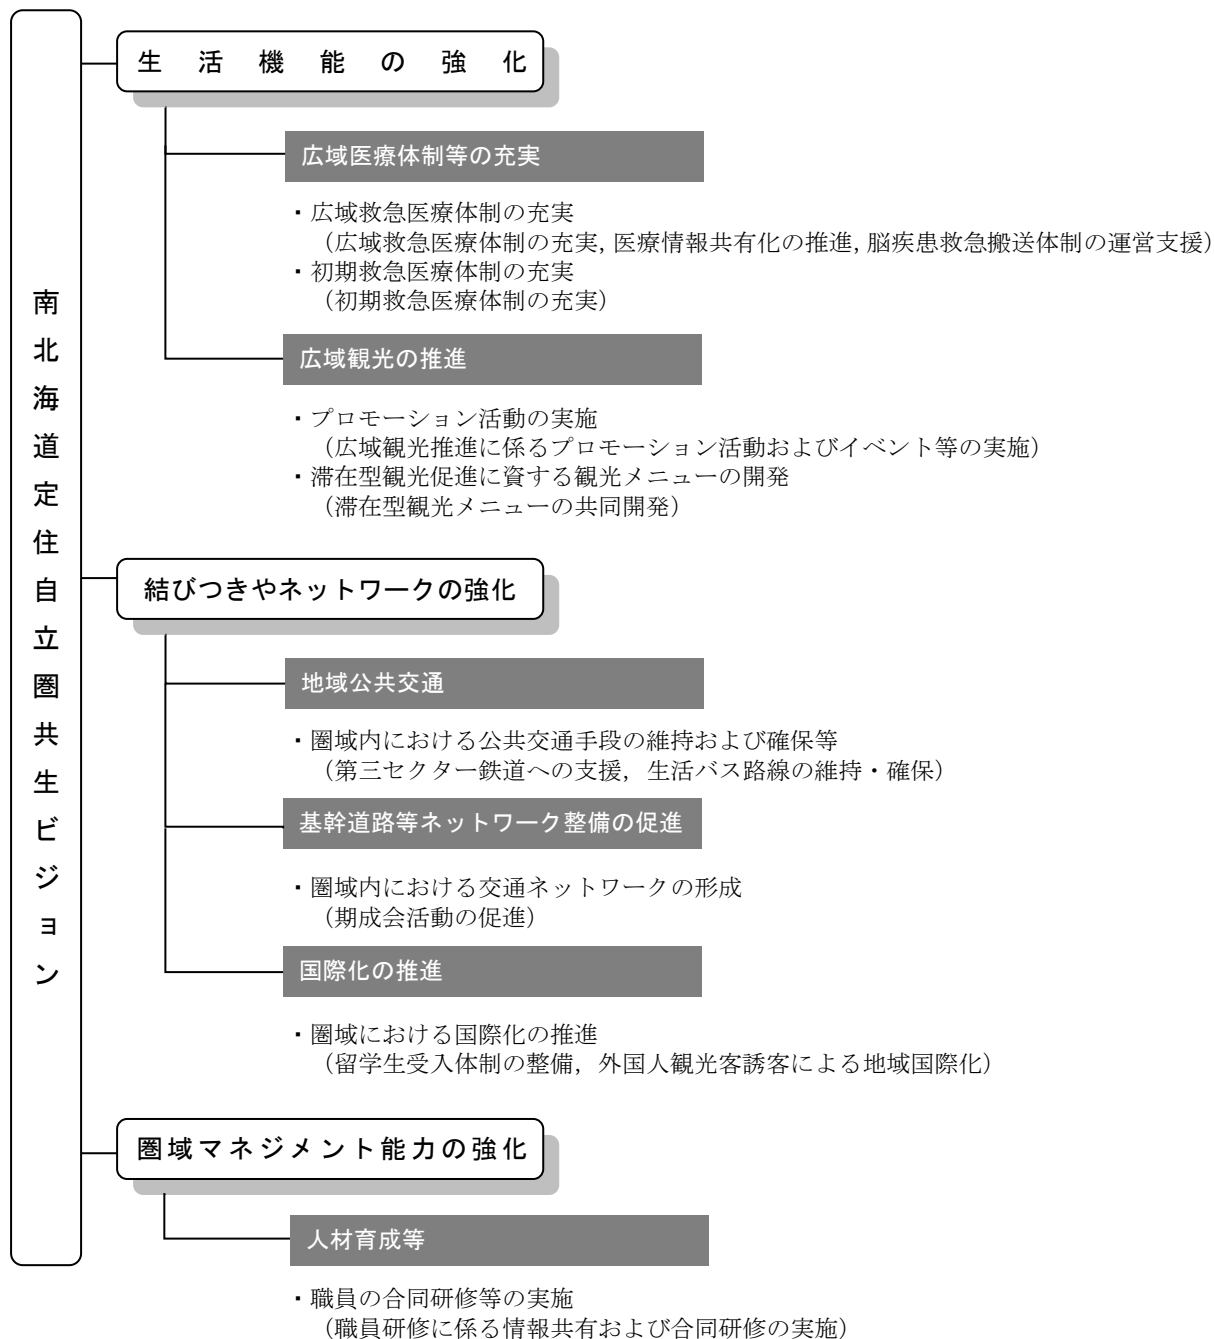 南北海道定住自立圏共生ビジョン
生活機能の強化
広域医療体制等の充実
・広域救急医療体制の充実
（広域救急医療体制の充実，医療情報共有化の推進，脳疾患救急搬送体制の運営支援）
・初期救急医療体制の充実
（初期救急医療体制の充実）
広域観光の推進
・プロモーション活動の実施
（広域観光推進に係るプロモーション活動およびイベント等の実施）
・滞在型観光促進に資する観光メニューの開発
（滞在型観光メニューの共同開発）
結びつきやネットワークの強化
地域公共交通
・圏域内における公共交通手段の維持および確保等
（第三セクター鉄道への支援，生活バス路線の維持・確保）
基幹道路等ネットワーク整備の促進
・圏域内における交通ネットワークの形成
（期成会活動の促進）
国際化の推進
・圏域における国際化の推進
（留学生受入体制の整備，外国人観光客誘客による地域国際化）
圏域マネジメント能力の強化
人材育成等
・職員の合同研修等の実施
（職員研修に係る情報共有および合同研修の実施）